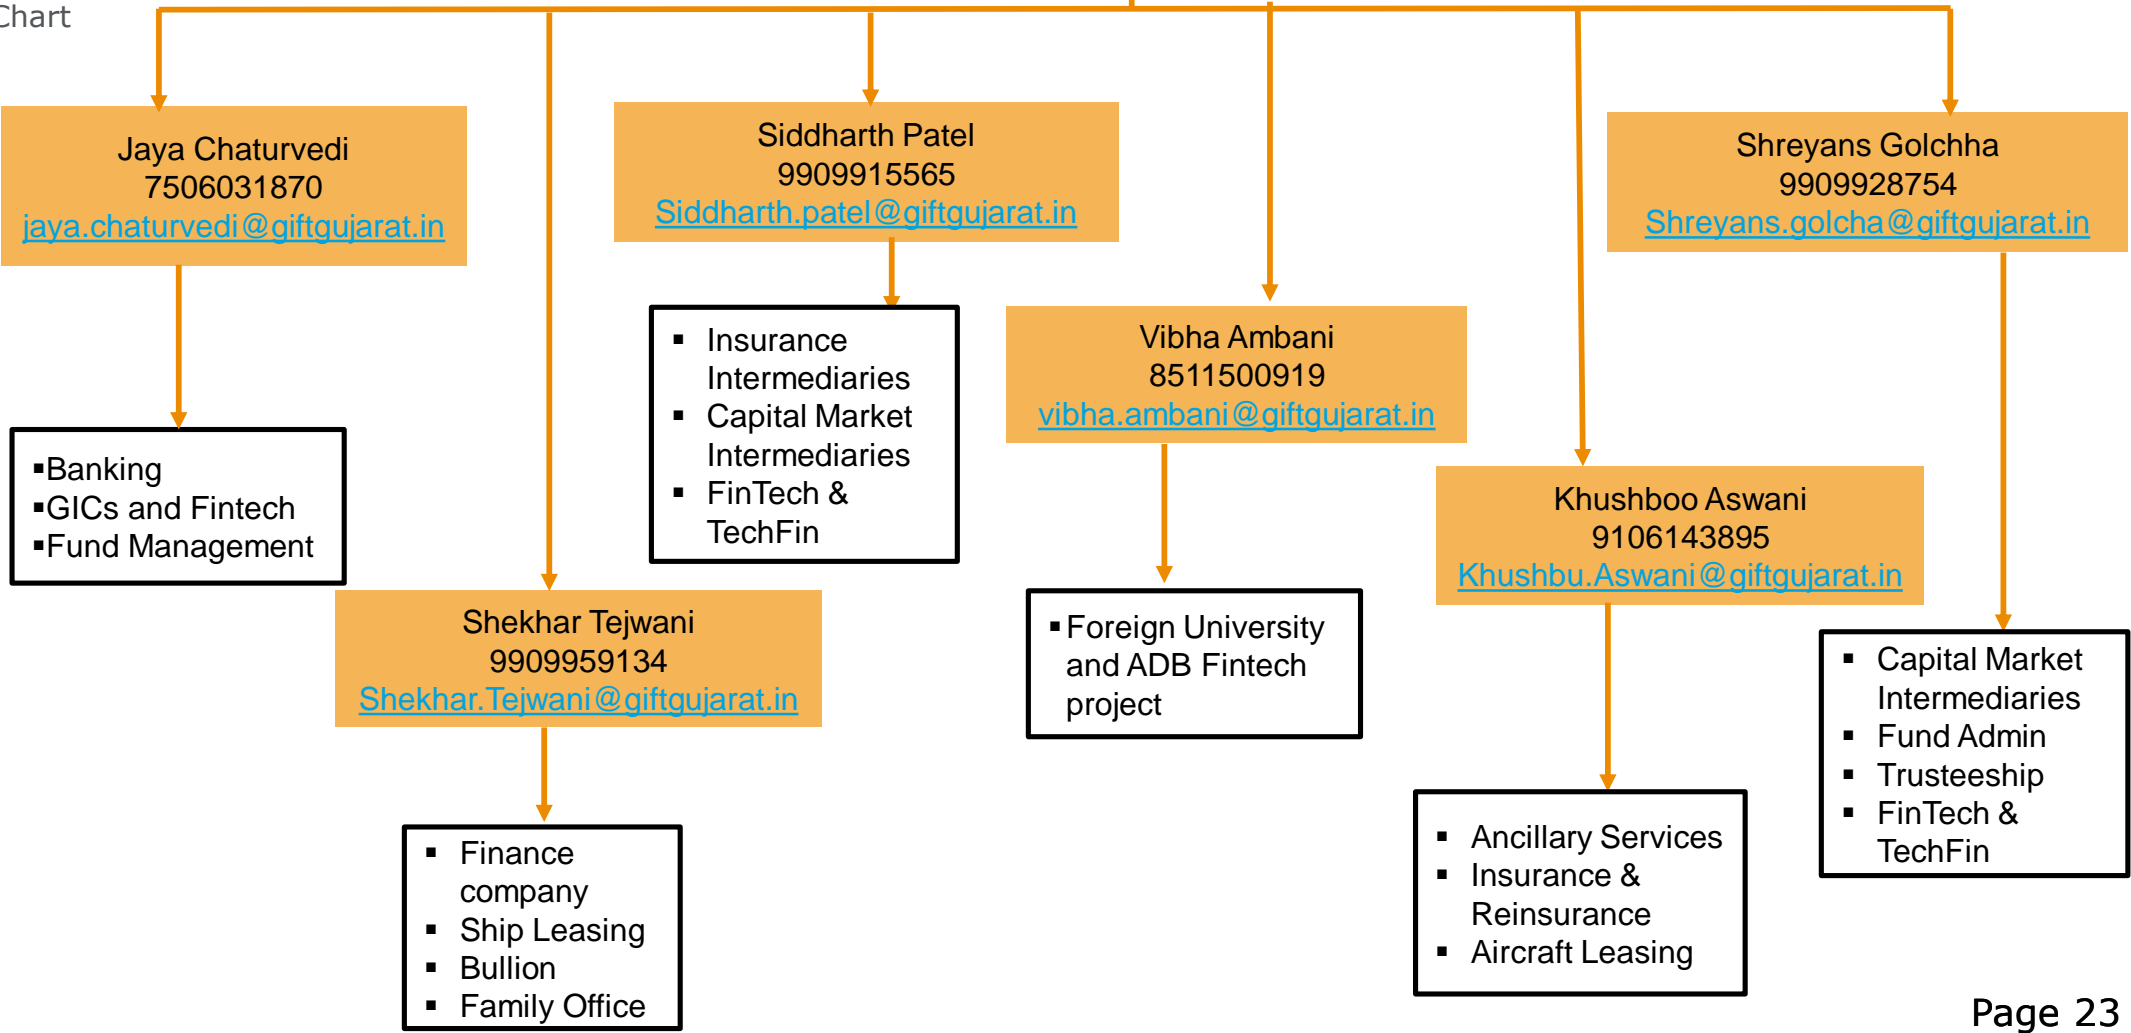 Chart
Jaya Chaturvedi
7506031870
jaya.chaturvedi@giftgujarat.in
▪Banking
▪GICs and Fintech
▪Fund Management
Shekhar Tejwani
9909959134
Shekhar.Tejwani@giftgujarat.in
▪ Finance
company
▪ Ship Leasing
▪ Bullion
▪ Family Office
Siddharth Patel
9909915565
Siddharth.patel@giftgujarat.in
▪ Insurance
Intermediaries
▪ Capital Market
Intermediaries
▪ FinTech &
TechFin
Vibha Ambani
8511500919
vibha.ambani@giftgujarat.in
▪Foreign University
and ADB Fintech
project
Khushboo Aswani
9106143895
Khushbu.Aswani@giftgujarat.in
▪ Ancillary Services
▪ Insurance &
Reinsurance
▪ Aircraft Leasing
Shreyans Golchha
9909928754
Shreyans.golcha@giftgujarat.in
▪ Capital Market
Intermediaries
▪ Fund Admin
▪ Trusteeship
▪ FinTech &
TechFin
Page 23